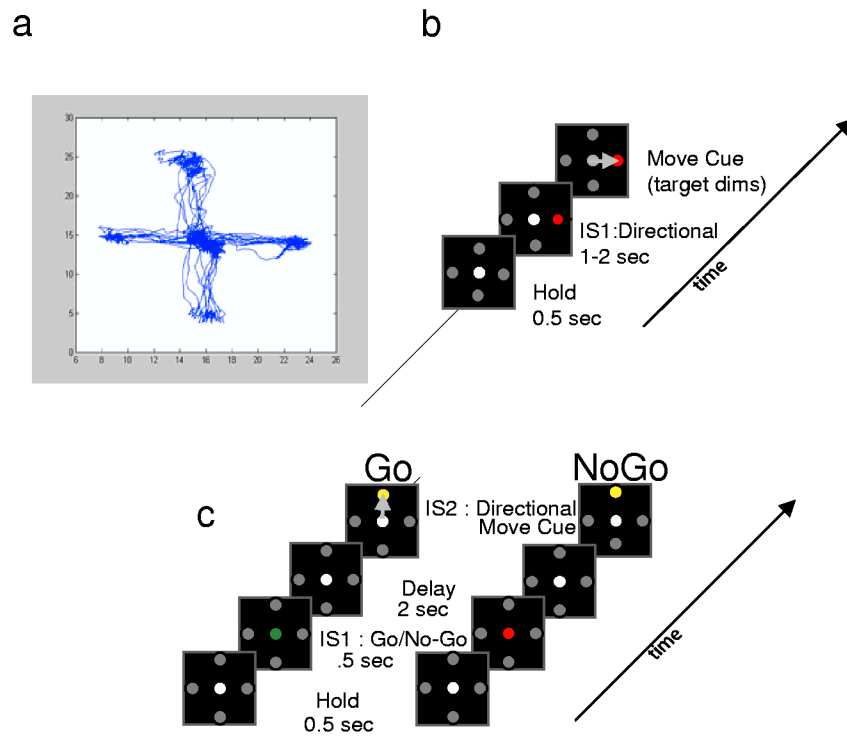 a
b
30
25
20
15
10
5
0
6 8 10 12 14 16 18 20 22 24 26
Move Cue
(target dims)
IS1:Directional
1-2 sec
Hold
0.5 sec
time
c
Go
NoGo
IS2 : Directional
Move Cue
Delay
2 sec
IS1 : Go/No-Go
.5 sec
Hold
0.5 sec
time